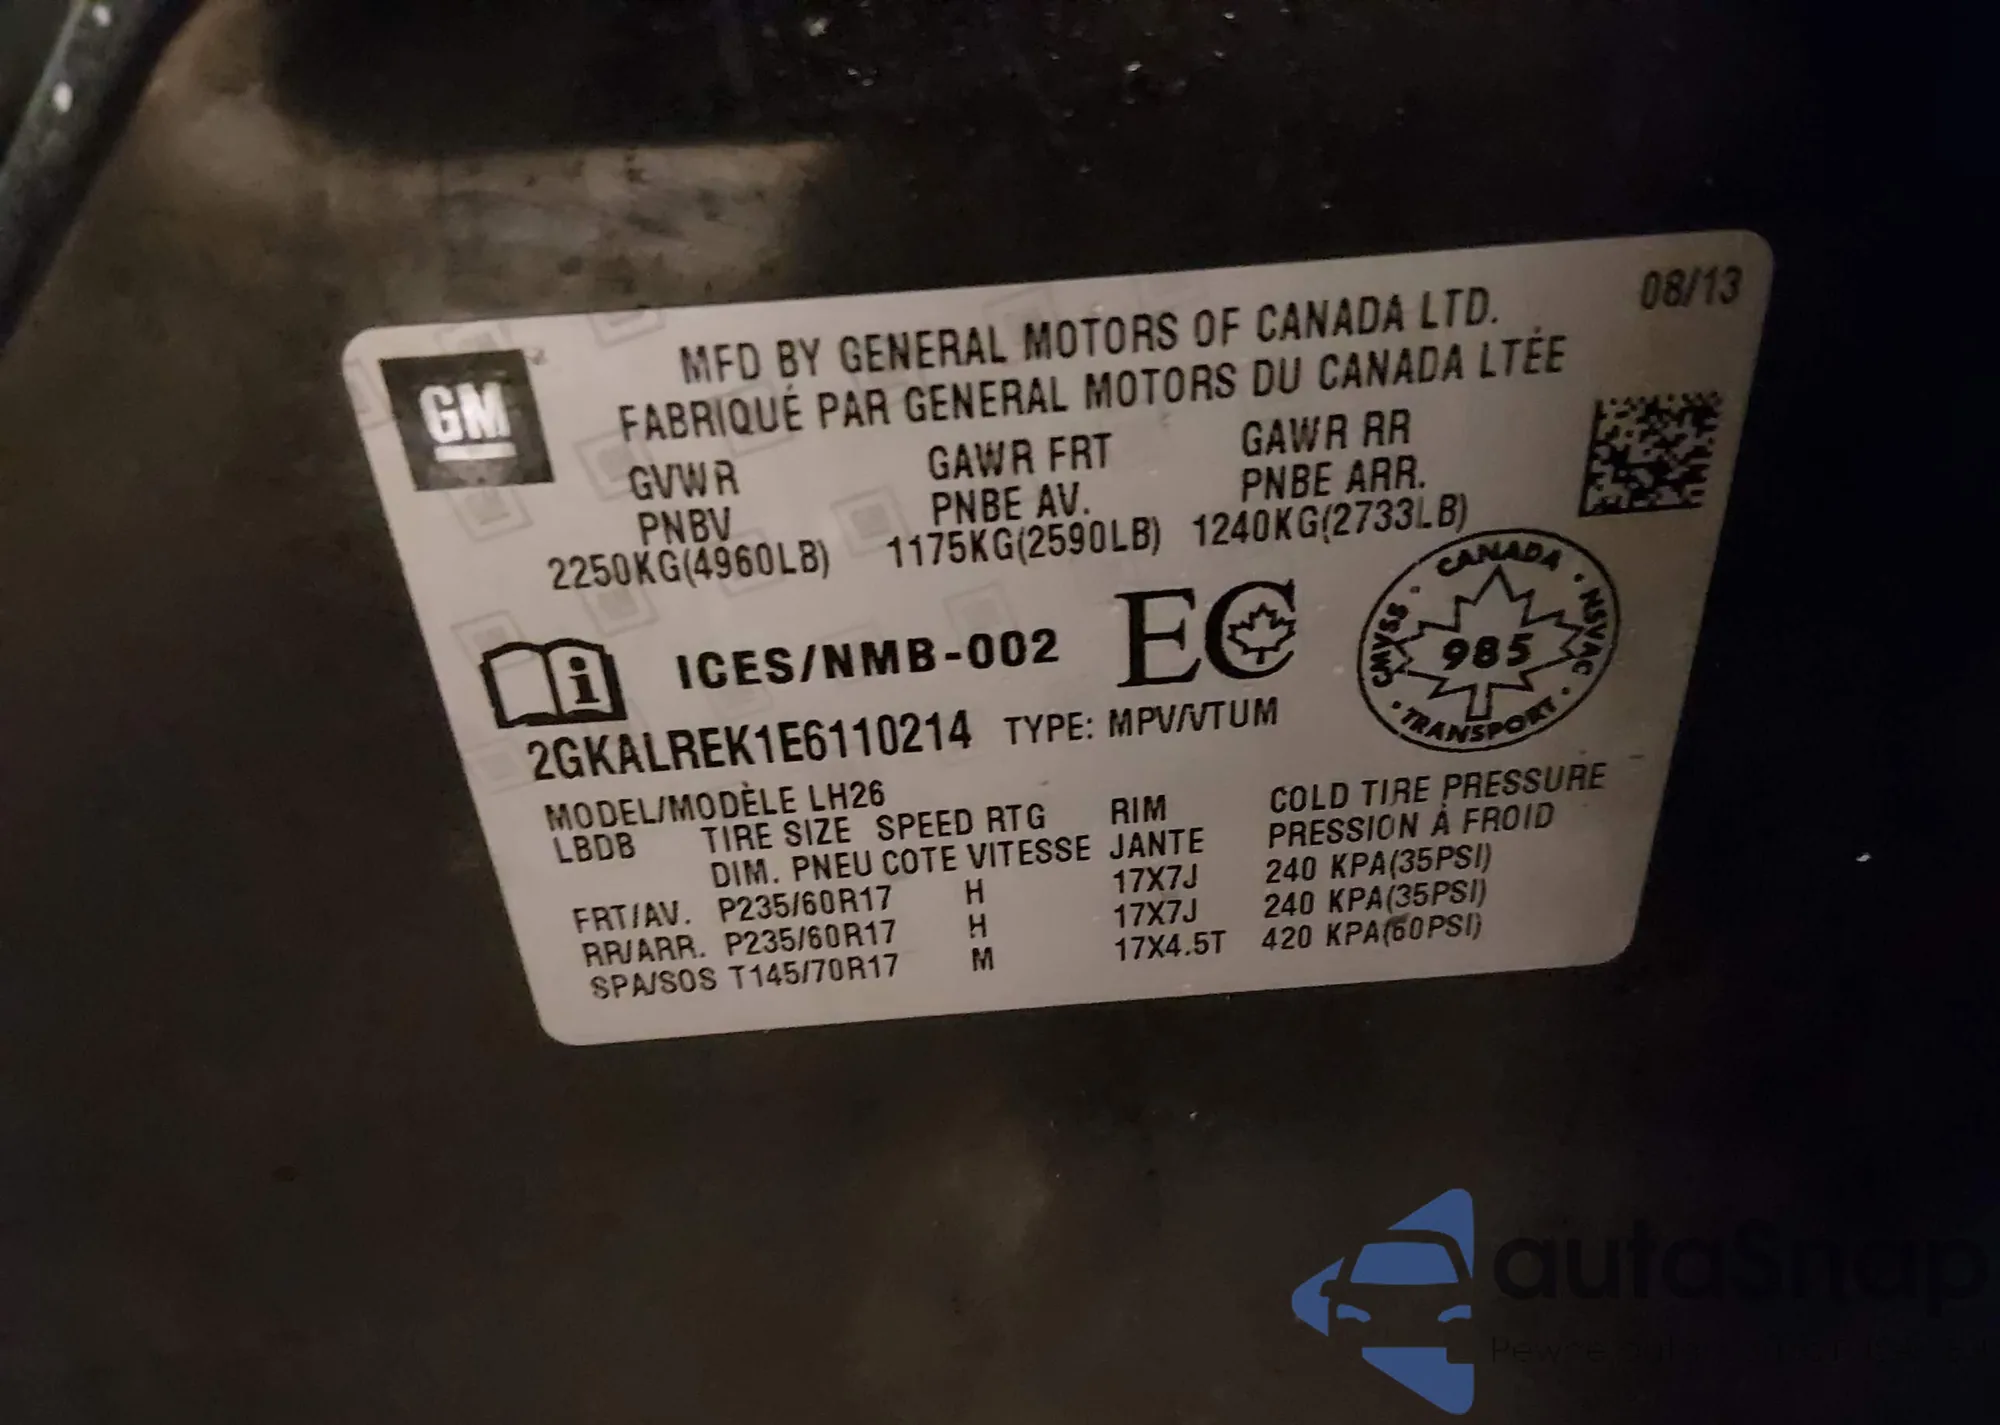 08/13
GM
MFD BY GENERAL MOTORS OF CANADA LTD.
FABRIQUÉ PAR GENERAL MOTORS DU CANADA LTÉE
GVWR GAWR FRT GAWR RR
PNBV PNBE AV. PNBE ARR.
2250KG(4960LB) 1175KG(2590LB) 1240KG(2733LB)
ICES/NMB-002 EC
CANADA · NSVAC · TRANSPORT · CMVSS ·
985
2GKALREK1E6110214 TYPE: MPV/VTUM
MODEL/MODÈLE LH26
LBDB TIRE SIZE SPEED RTG RIM COLD TIRE PRESSURE
DIM. PNEU COTE VITESSE JANTE PRESSION À FROID
FRT/AV. P235/60R17 H 17X7J 240 KPA(35PSI)
RR/ARR. P235/60R17 H 17X7J 240 KPA(35PSI)
SPA/SOS T145/70R17 M 17X4.5T 420 KPA(60PSI)
autaSnap